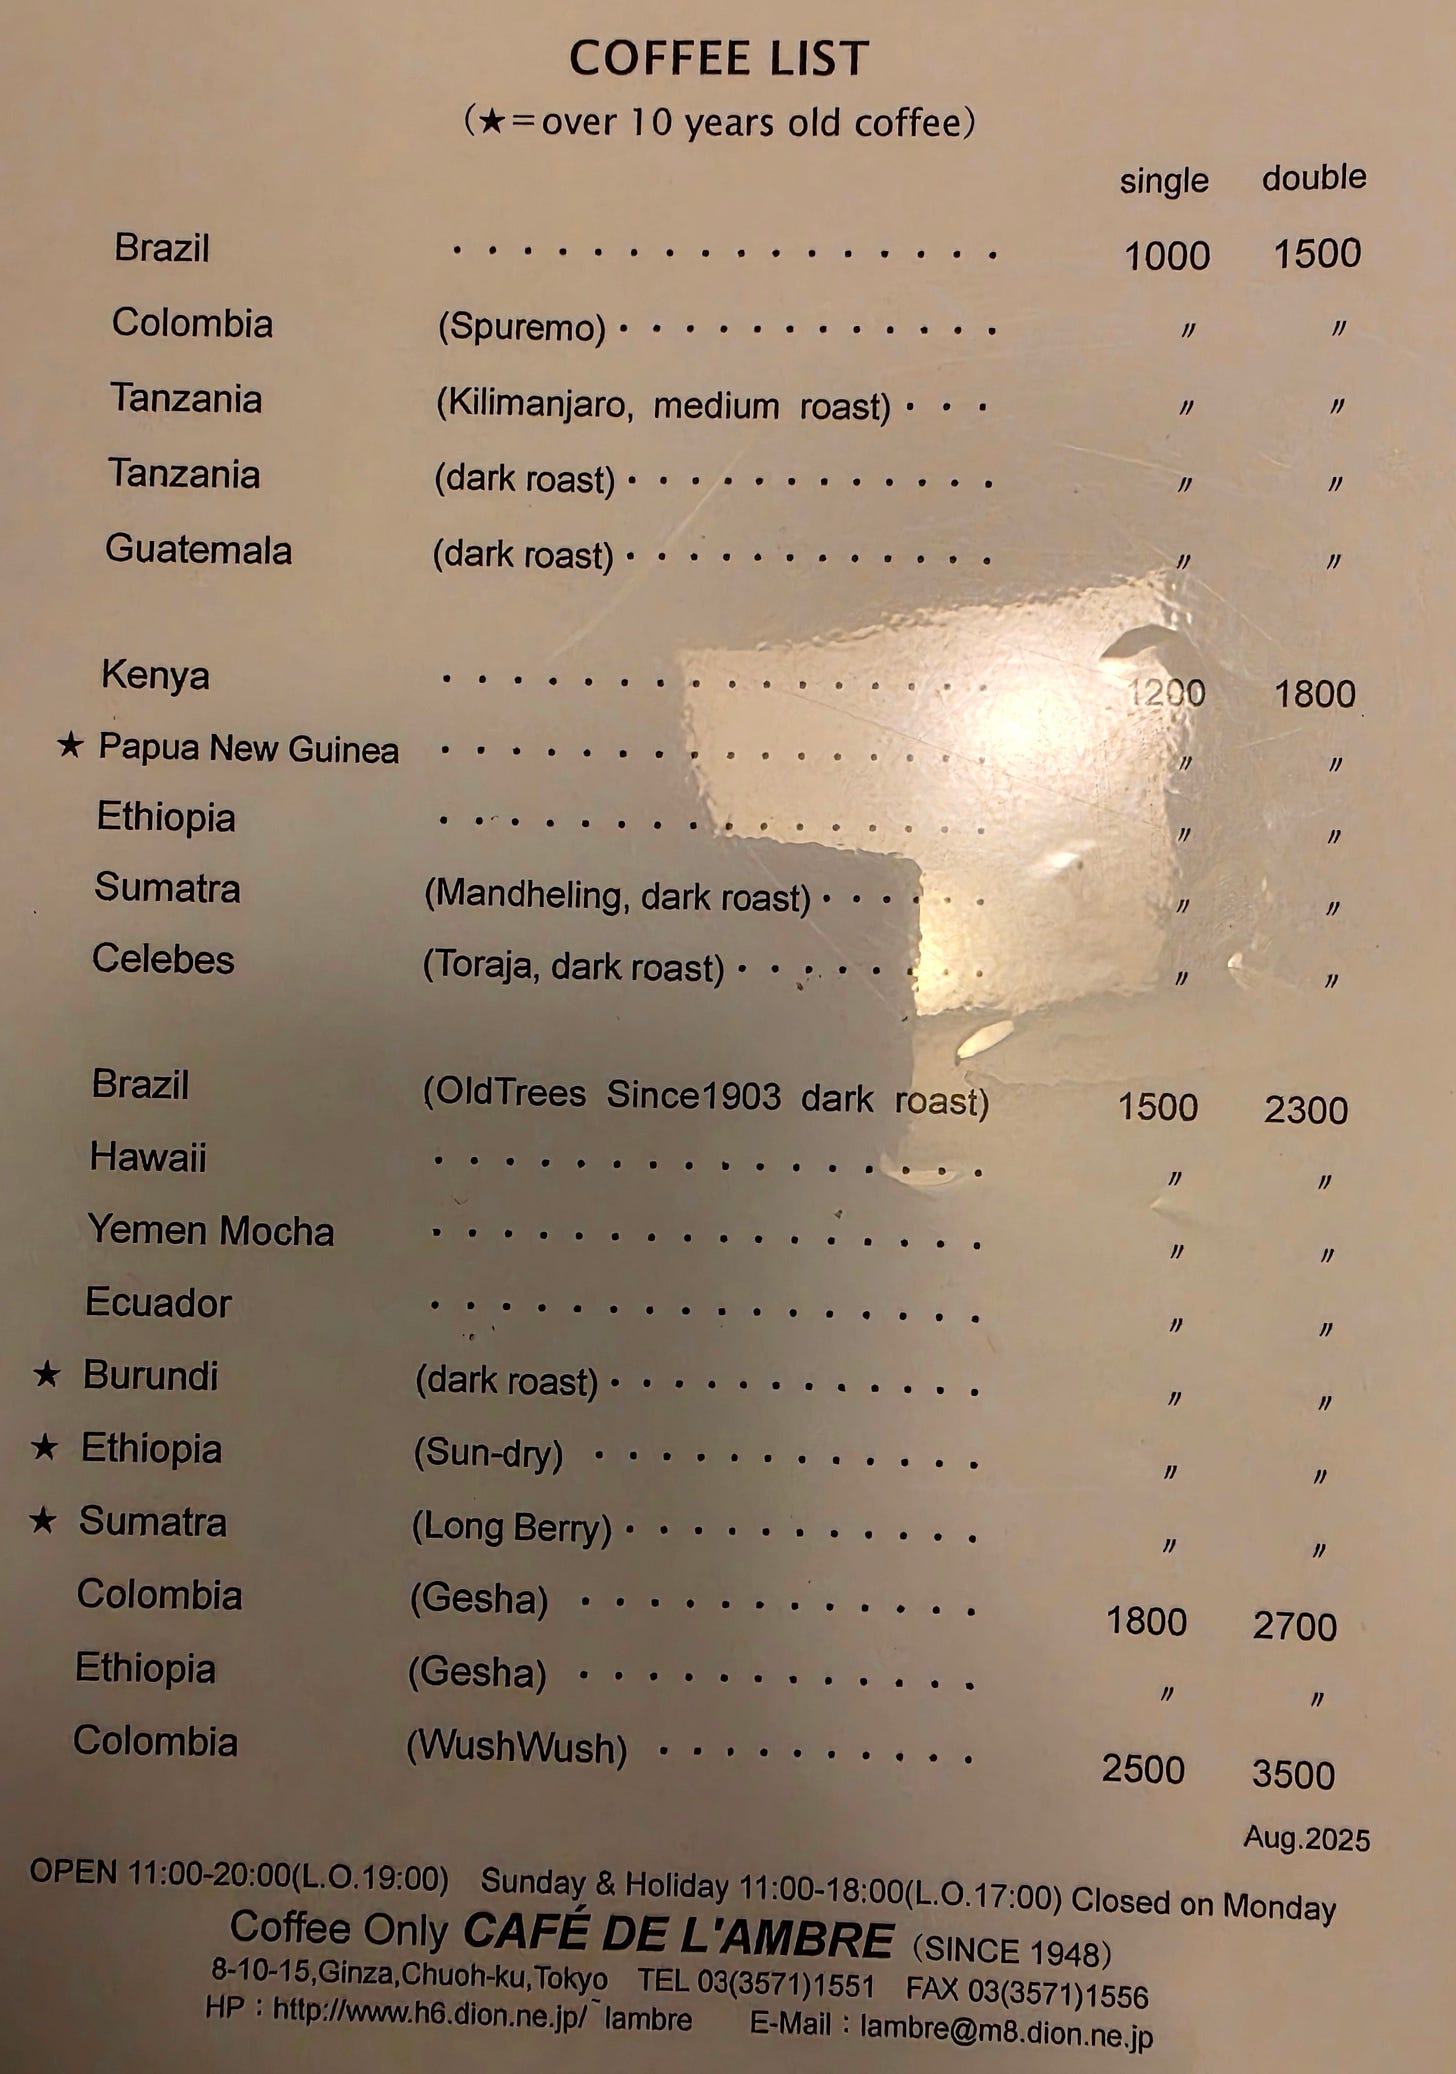 COFFEE LIST
(★=over 10 years old coffee)
single double
Brazil ················ 1000 1500
Colombia (Spuremo)············ 〃 〃
Tanzania (Kilimanjaro, medium roast)··· 〃 〃
Tanzania (dark roast)············ 〃 〃
Guatemala (dark roast)············ 〃 〃
Kenya ················ 1200 1800
★ Papua New Guinea ················ 〃 〃
Ethiopia ················ 〃 〃
Sumatra (Mandheling, dark roast)······ 〃 〃
Celebes (Toraja, dark roast)········ 〃 〃
Brazil (OldTrees Since1903 dark roast) 1500 2300
Hawaii ················ 〃 〃
Yemen Mocha ················ 〃 〃
Ecuador ················ 〃 〃
★ Burundi (dark roast)············ 〃 〃
★ Ethiopia (Sun-dry) ············ 〃 〃
★ Sumatra (Long Berry)··········· 〃 〃
Colombia (Gesha) ············ 1800 2700
Ethiopia (Gesha) ············ 〃 〃
Colombia (WushWush) ·········· 2500 3500
Aug.2025
OPEN 11:00-20:00(L.O.19:00) Sunday & Holiday 11:00-18:00(L.O.17:00) Closed on Monday
Coffee Only CAFÉ DE L'AMBRE (SINCE 1948)
8-10-15,Ginza,Chuoh-ku,Tokyo TEL 03(3571)1551 FAX 03(3571)1556
HP：http://www.h6.dion.ne.jp/~lambre E-Mail：lambre@m8.dion.ne.jp